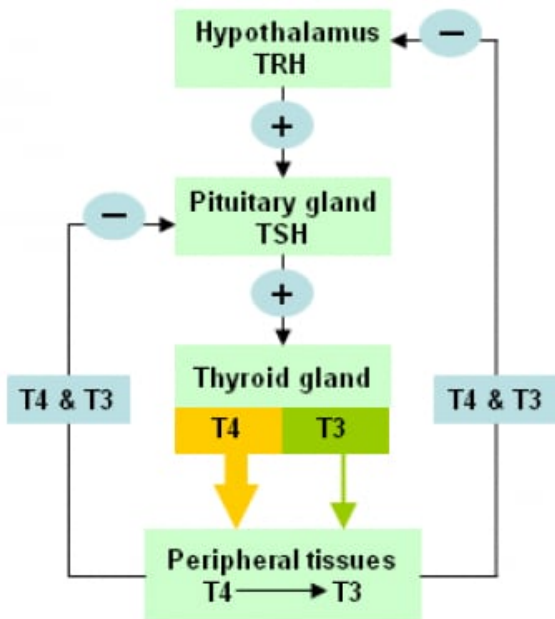 Hypothalamus
TRH
−
+
Pituitary gland
TSH
−
+
Thyroid gland
T4 & T3
T4 & T3
T4 T3
Peripheral tissues
T4 → T3